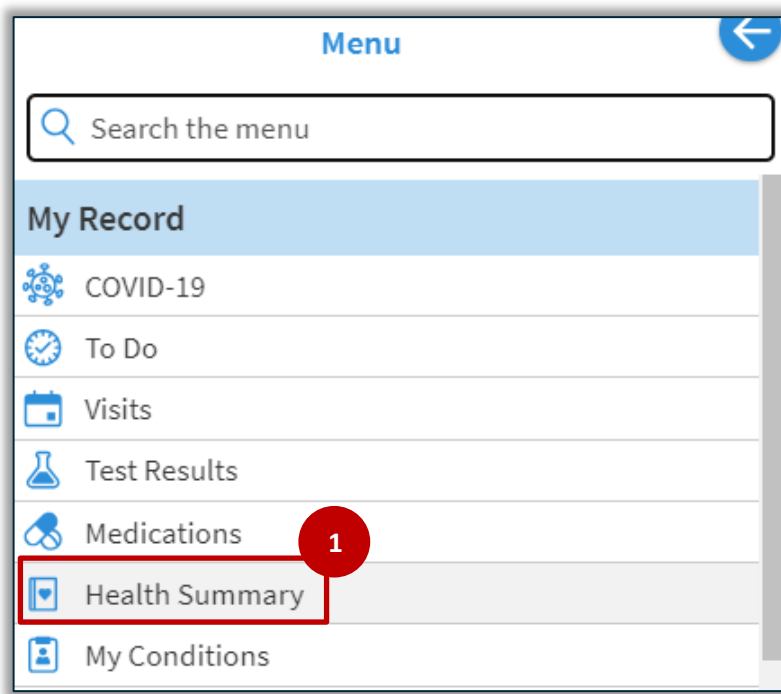 Menu
Search the menu
My Record
COVID-19
To Do
Visits
Test Results
Medications
1
Health Summary
My Conditions